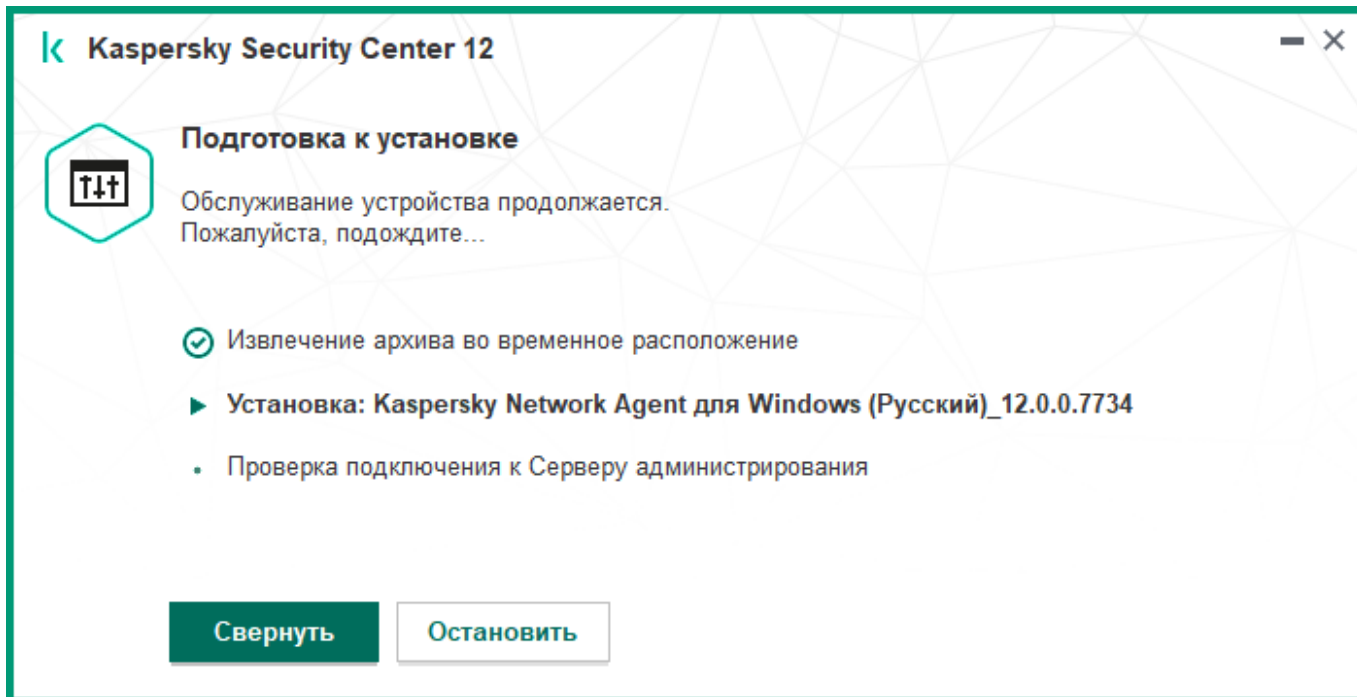 Kaspersky Security Center 12
Подготовка к установке
Обслуживание устройства продолжается.
Пожалуйста, подождите...
Извлечение архива во временное расположение
Установка: Kaspersky Network Agent для Windows (Русский)_12.0.0.7734
Проверка подключения к Серверу администрирования
Свернуть Остановить